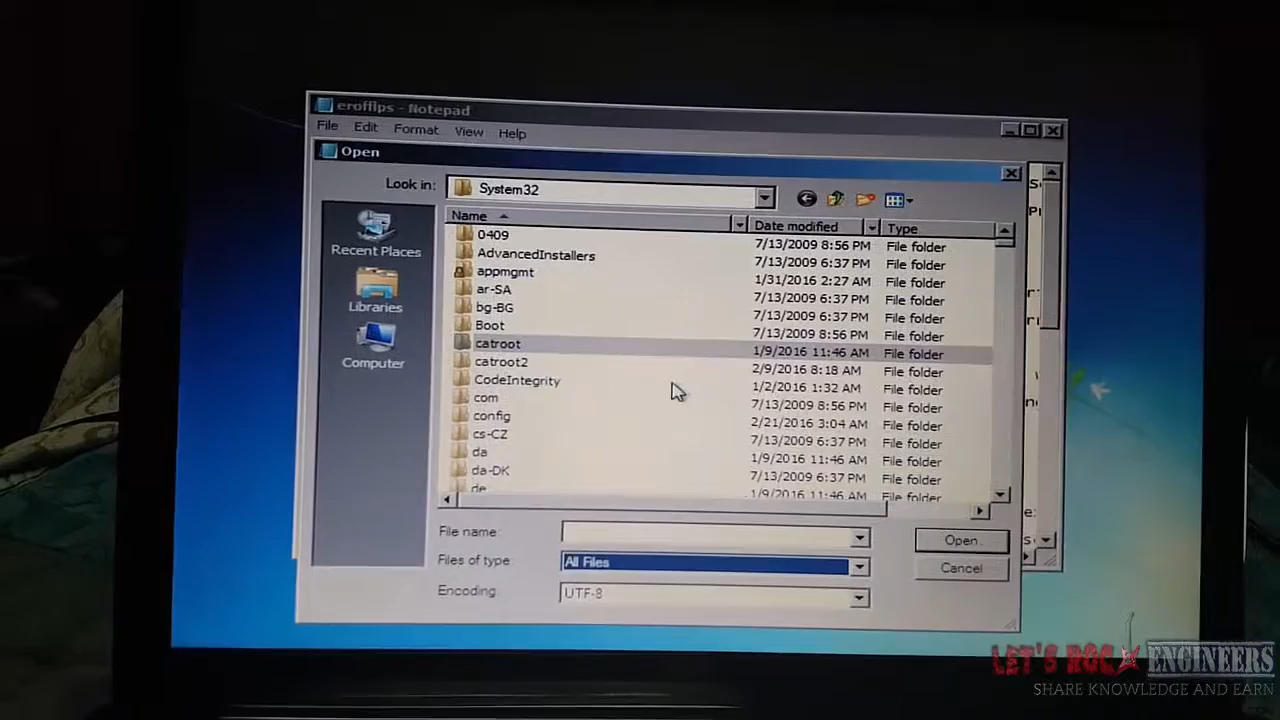 erofflps - Notepad
File Edit Format View Help
Open
Look in: System32
Name Date modified Type
0409 7/13/2009 8:56 PM File folder
AdvancedInstallers 7/13/2009 6:37 PM File folder
appmgmt 1/31/2016 2:27 AM File folder
ar-SA 7/13/2009 6:37 PM File folder
bg-BG 7/13/2009 6:37 PM File folder
Boot 7/13/2009 8:56 PM File folder
catroot 1/9/2016 11:46 AM File folder
catroot2 2/9/2016 8:18 AM File folder
CodeIntegrity 1/2/2016 1:32 AM File folder
com 7/13/2009 8:56 PM File folder
config 2/21/2016 3:04 AM File folder
cs-CZ 7/13/2009 6:37 PM File folder
da 1/9/2016 11:46 AM File folder
da-DK 7/13/2009 6:37 PM File folder
de 1/9/2016 11:46 AM File folder
Recent Places
Libraries
Computer
File name: Open
Files of type: All Files
Cancel
Encoding: UTF-8
LET'S ROCK ENGINEERS
SHARE KNOWLEDGE AND EARN